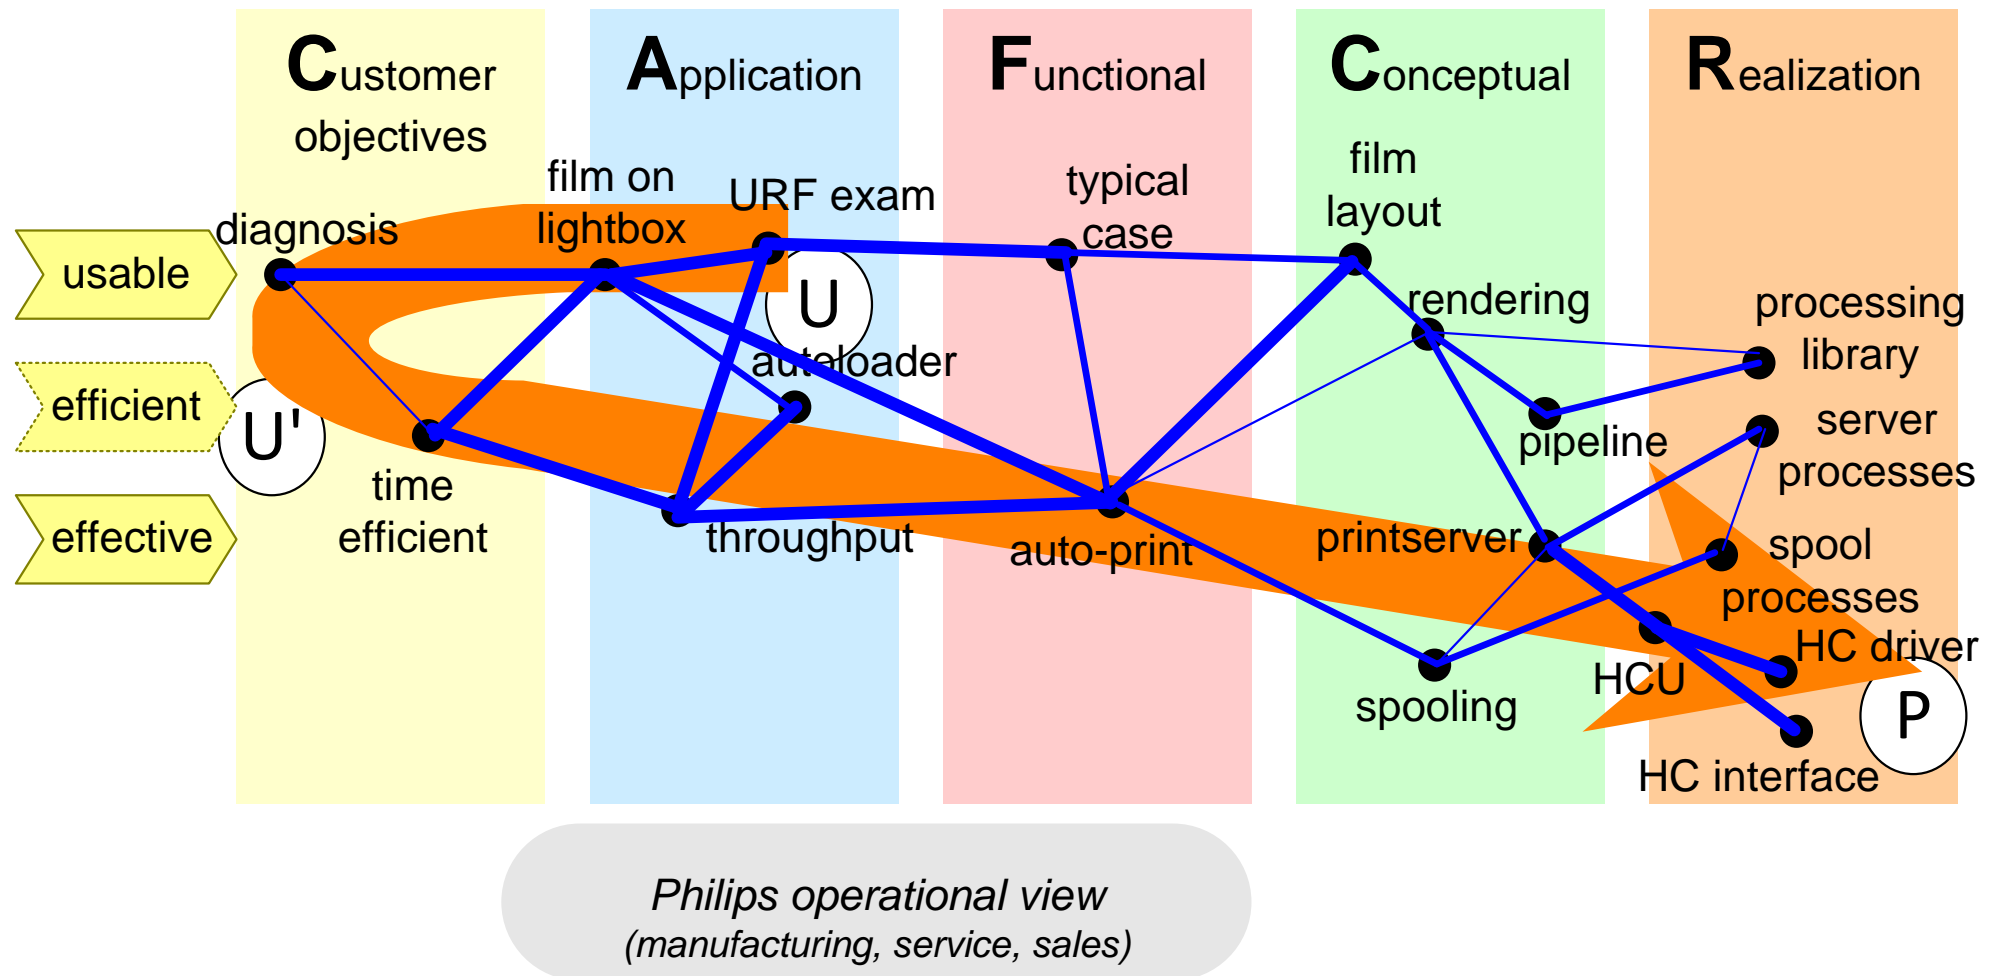 Customer
objectives
Application
Functional
Conceptual
Realization
film on
lightbox
URF exam
typical
case
film
layout
diagnosis
usable
U
rendering
processing
library
autoloader
efficient
U'
pipeline
server
processes
time
efficient
effective
throughput
auto-print
printserver
spool
processes
HC driver
HCU
spooling
P
HC interface
Philips operational view
(manufacturing, service, sales)